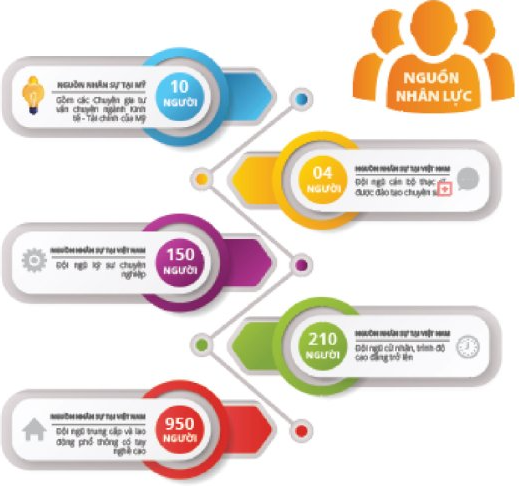 NGUỒN
NHÂN LỰC
NGUỒN NHÂN SỰ TẠI MỸ
Gồm các Chuyên gia tư
vấn chuyên ngành Kinh
tế - Tài chính của Mỹ
10
NGƯỜI
04
NGƯỜI
NGUỒN NHÂN SỰ TẠI VIỆT NAM
Đội ngũ cán bộ thạc
được đào tạo chuyên
NGUỒN NHÂN SỰ TẠI VIỆT NAM
Đội ngũ kỹ sư chuyên
nghiệp
150
NGƯỜI
210
NGƯỜI
NGUỒN NHÂN SỰ TẠI VIỆT NAM
Đội ngũ cử nhân, trình độ
cao đẳng trở lên
NGUỒN NHÂN SỰ TẠI VIỆT NAM
Đội ngũ trung cấp và lao
động phổ thông có tay
nghề cao
950
NGƯỜI